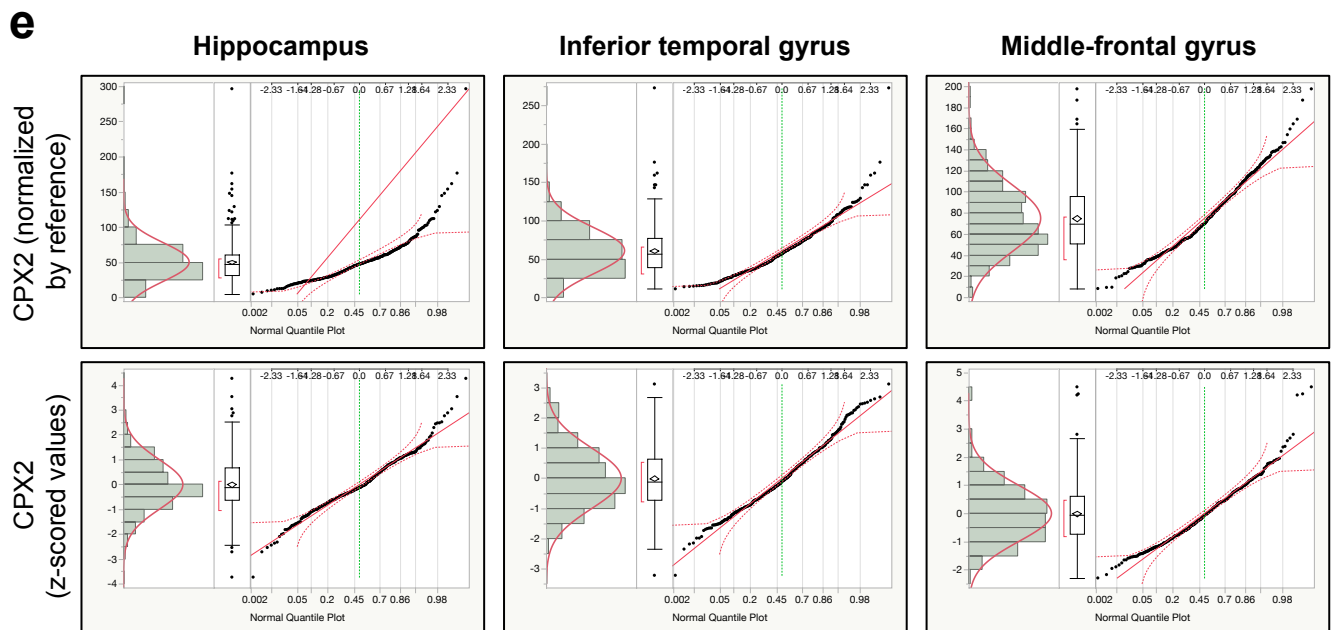 e
Hippocampus
Inferior temporal gyrus
Middle-frontal gyrus
CPX2 (normalized
by reference)
300
250
200
150
100
50
0
-2.33 -1.64 -1.28 -0.67 0.0 0.67 1.28 1.64 2.33
0.002 0.05 0.2 0.45 0.7 0.86 0.98
Normal Quantile Plot
250
200
150
100
50
0
-2.33 -1.64 -1.28 -0.67 0.0 0.67 1.28 1.64 2.33
0.002 0.05 0.2 0.45 0.7 0.86 0.98
Normal Quantile Plot
200
180
160
140
120
100
80
60
40
20
0
-2.33 -1.64 -1.28 -0.67 0.0 0.67 1.28 1.64 2.33
0.002 0.05 0.2 0.45 0.7 0.86 0.98
Normal Quantile Plot
CPX2
(z-scored values)
4
3
2
1
0
-1
-2
-3
-4
-2.33 -1.64 -1.28 -0.67 0.0 0.67 1.28 1.64 2.33
0.002 0.05 0.2 0.45 0.7 0.86 0.98
Normal Quantile Plot
3
2
1
0
-1
-2
-3
-2.33 -1.64 -1.28 -0.67 0.0 0.67 1.28 1.64 2.33
0.002 0.05 0.2 0.45 0.7 0.86 0.98
Normal Quantile Plot
5
4
3
2
1
0
-1
-2
-2.33 -1.64 -1.28 -0.67 0.0 0.67 1.28 1.64 2.33
0.002 0.05 0.2 0.45 0.7 0.86 0.98
Normal Quantile Plot